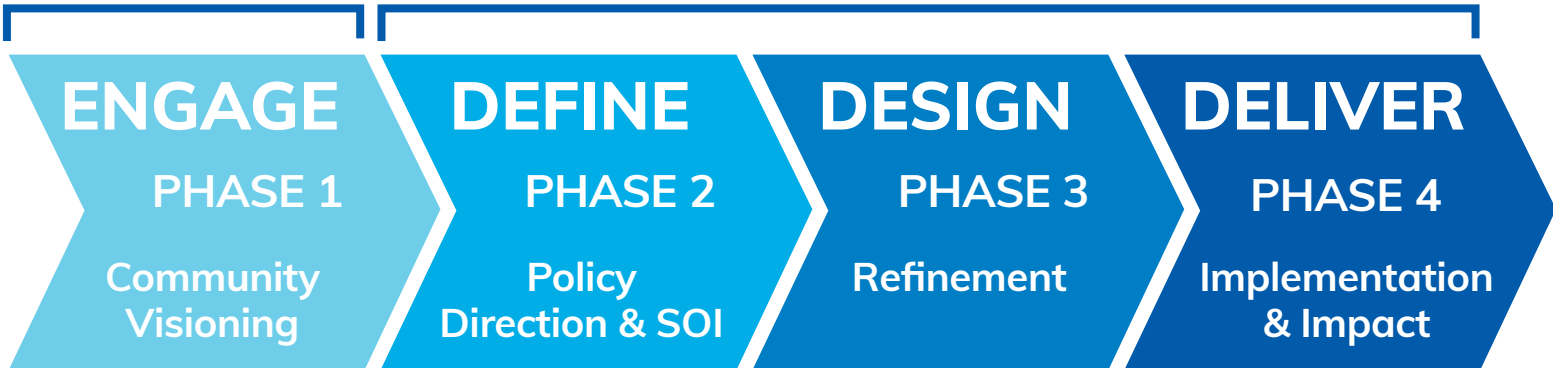 ENGAGE
PHASE 1
Community
Visioning
DEFINE
PHASE 2
Policy
Direction & SOI
DESIGN
PHASE 3
Refinement
DELIVER
PHASE 4
Implementation
& Impact